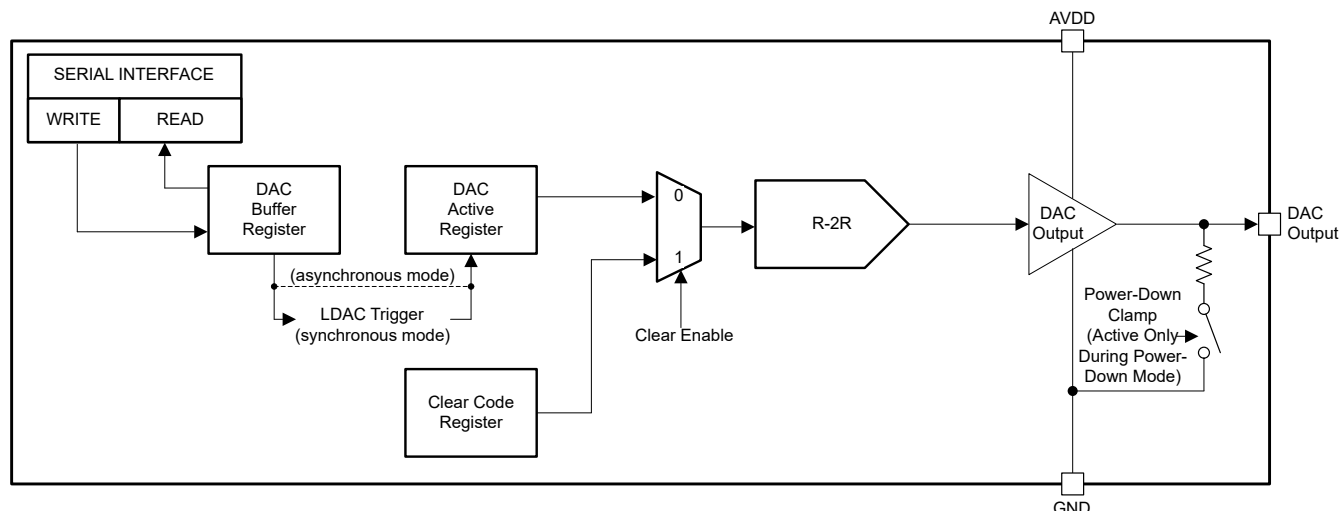 AVDD
SERIAL INTERFACE
WRITE
READ
DAC
Buffer
Register
DAC
Active
Register
0
1
R-2R
DAC
Output
DAC
Output
(asynchronous mode)
LDAC Trigger
(synchronous mode)
Clear Enable
Power-Down
Clamp
(Active Only
During Power-
Down Mode)
Clear Code
Register
GND